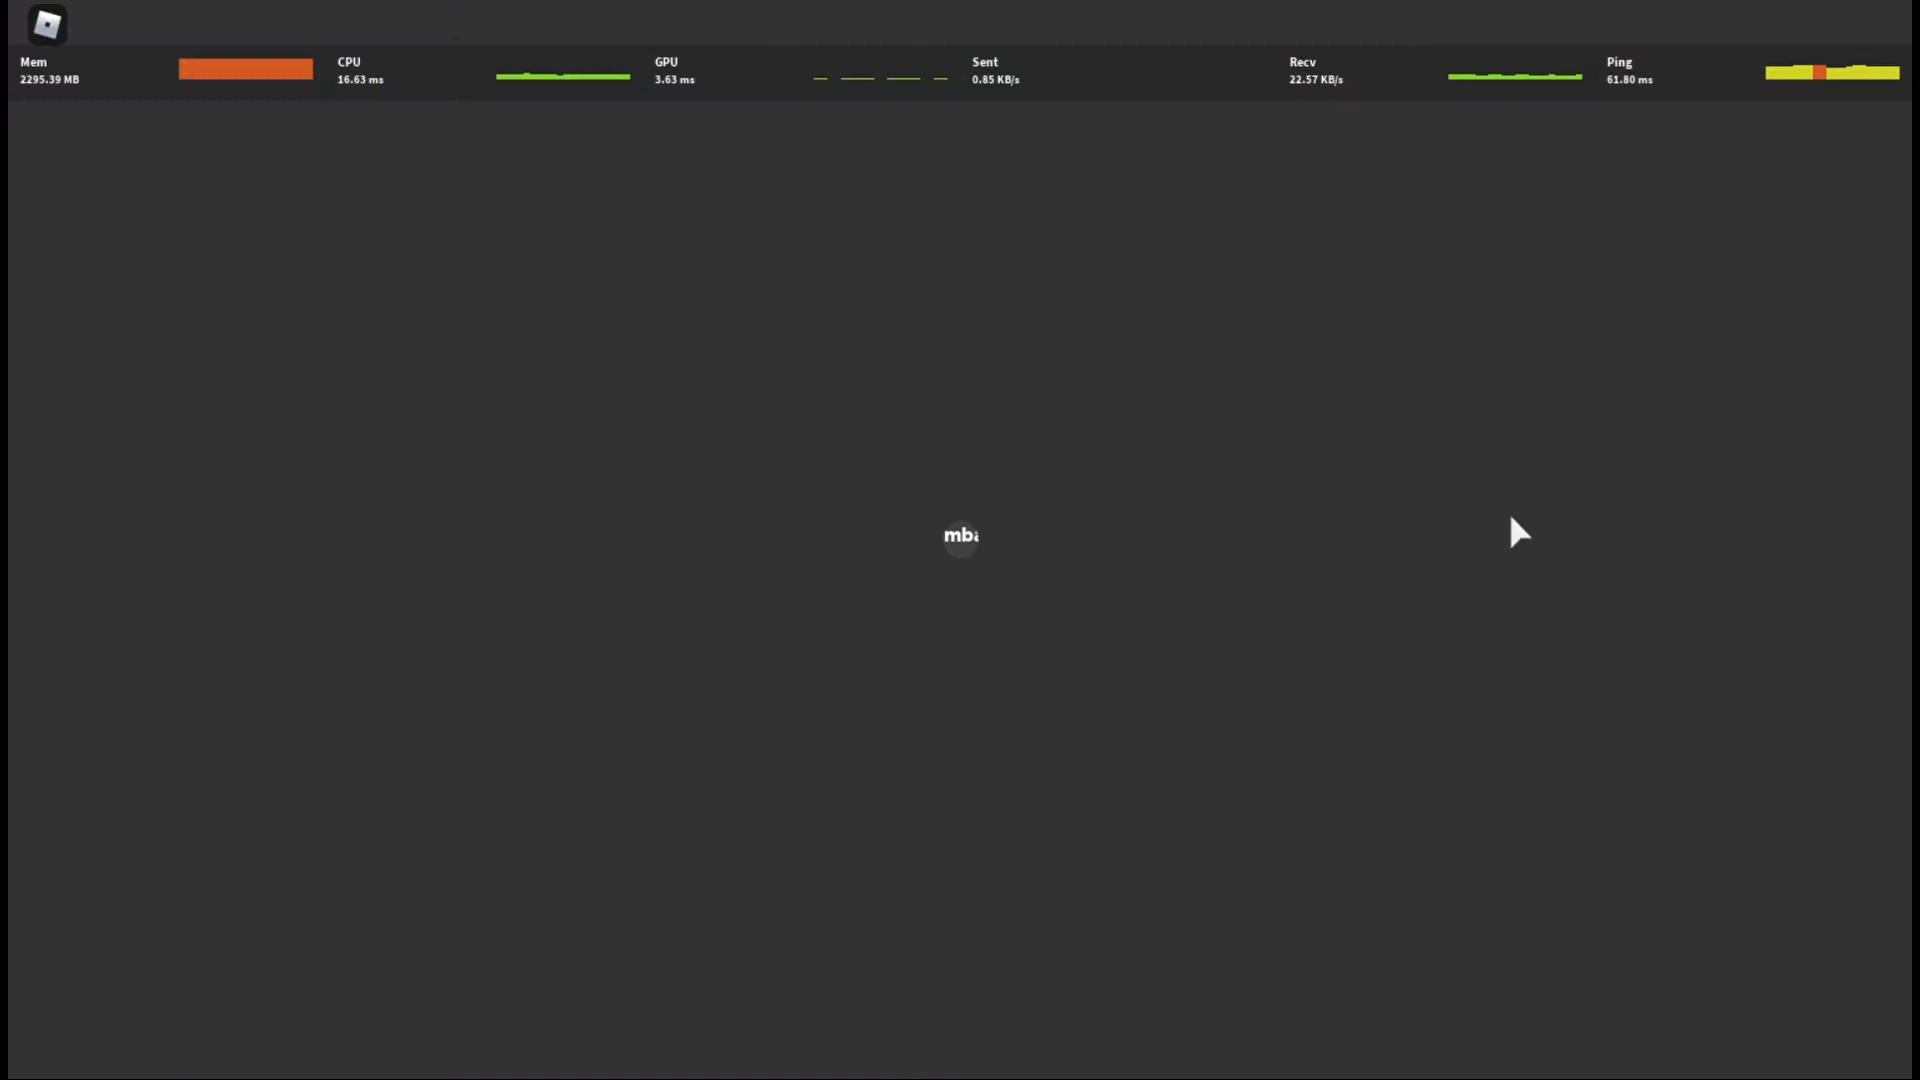 Mem
2295.39 MB
CPU
16.63 ms
GPU
3.63 ms
Sent
0.85 KB/s
Recv
22.57 KB/s
Ping
61.80 ms
mb